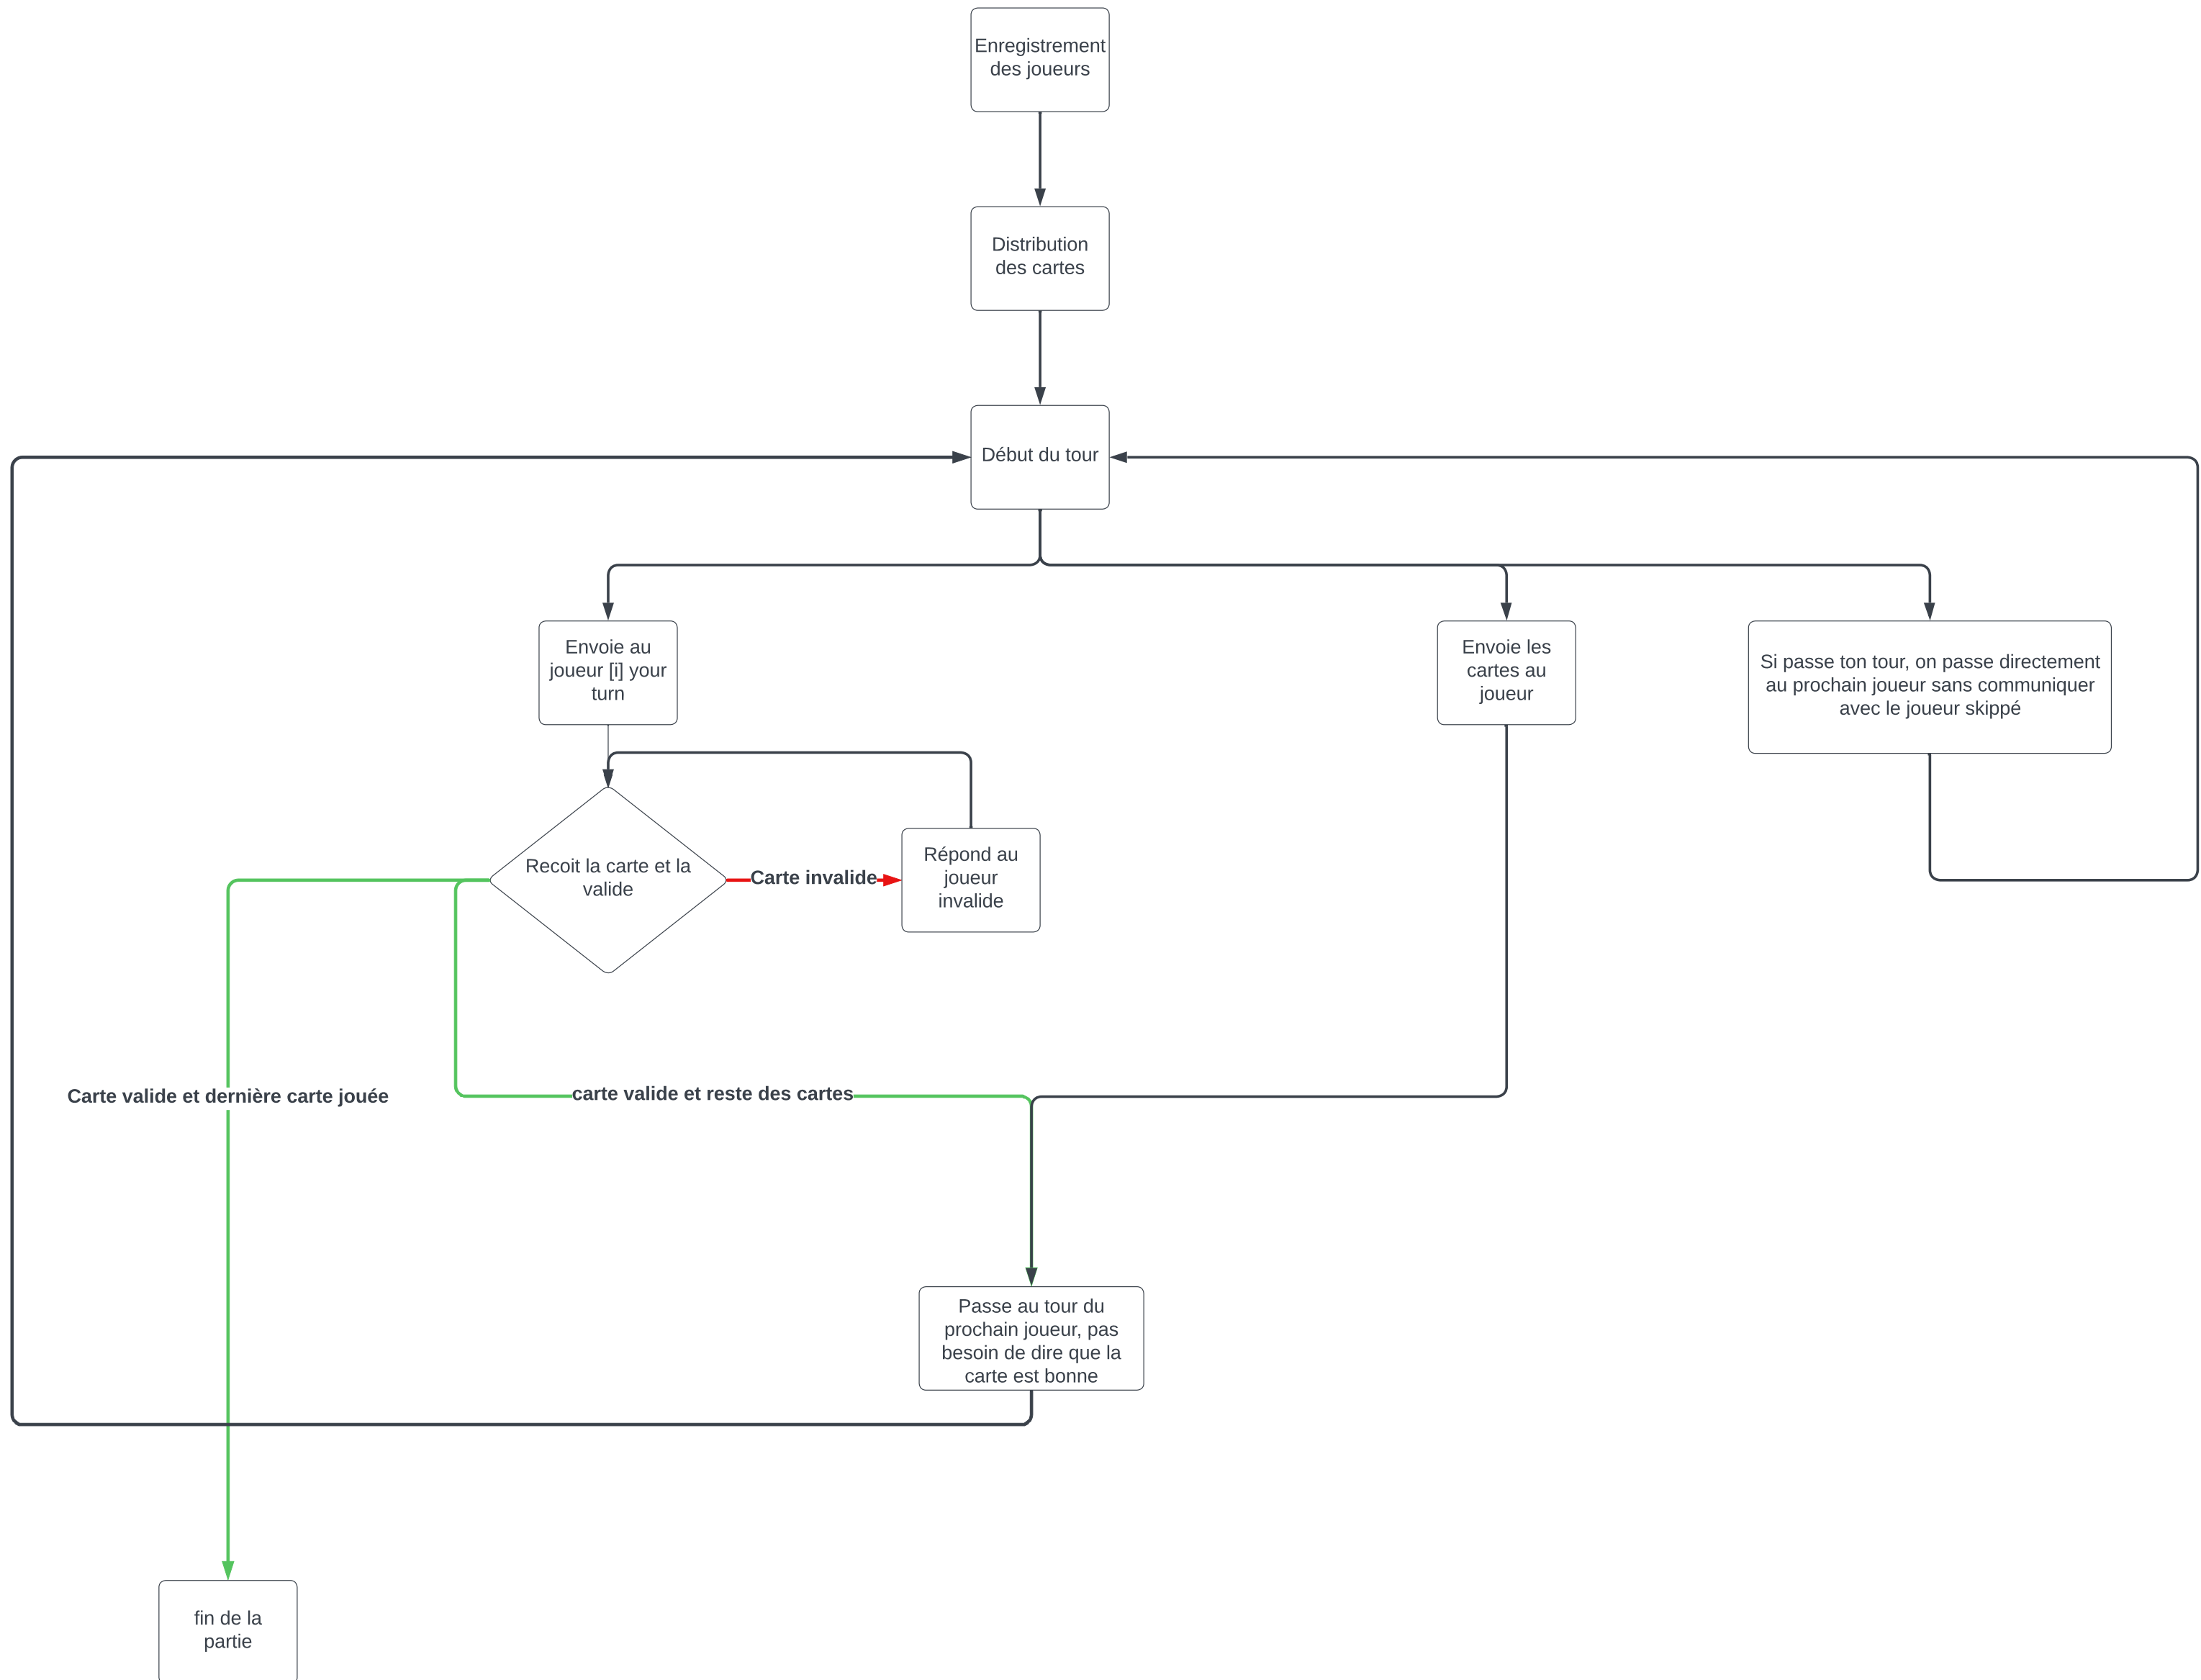 Enregistrement
des joueurs
Distribution
des cartes
Début du tour
Envoie au
joueur [i] your
turn
Envoie les
cartes au
joueur
Si passe ton tour, on passe directement
au prochain joueur sans communiquer
avec le joueur skippé
Recoit la carte et la
valide
Carte invalide
Répond au
joueur
invalide
Carte valide et dernière carte jouée
carte valide et reste des cartes
Passe au tour du
prochain joueur, pas
besoin de dire que la
carte est bonne
fin de la
partie